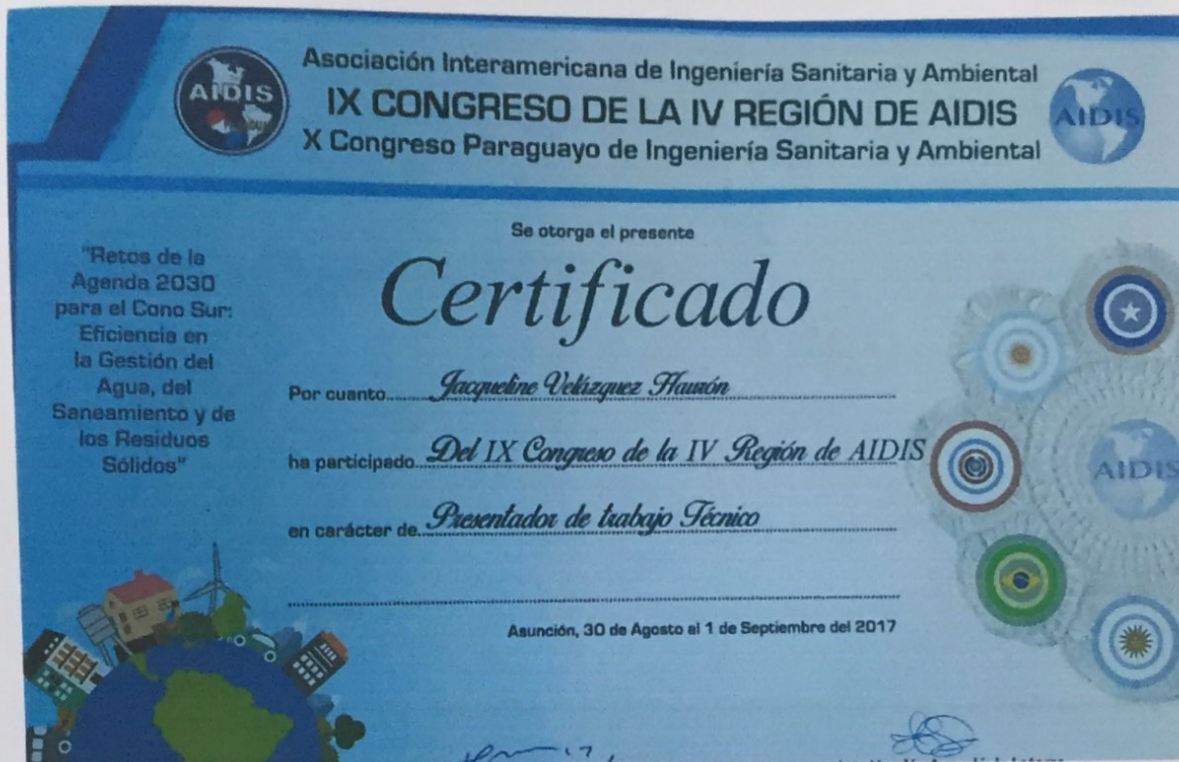 Asociación Interamericana de Ingeniería Sanitaria y Ambiental
IX CONGRESO DE LA IV REGIÓN DE AIDIS
X Congreso Paraguayo de Ingeniería Sanitaria y Ambiental
AIDIS
AIDIS
Se otorga el presente
Certificado
"Retos de la
Agenda 2030
para el Cono Sur:
Eficiencia en
la Gestión del
Agua, del
Saneamiento y de
los Residuos
Sólidos"
Por cuanto Jacqueline Velázquez
ha participado Del IX Congreso de la IV Región de AIDIS
en carácter de Presentador de trabajo Técnico
Asunción, 30 de Agosto al 1 de Septiembre del 2017
AIDIS